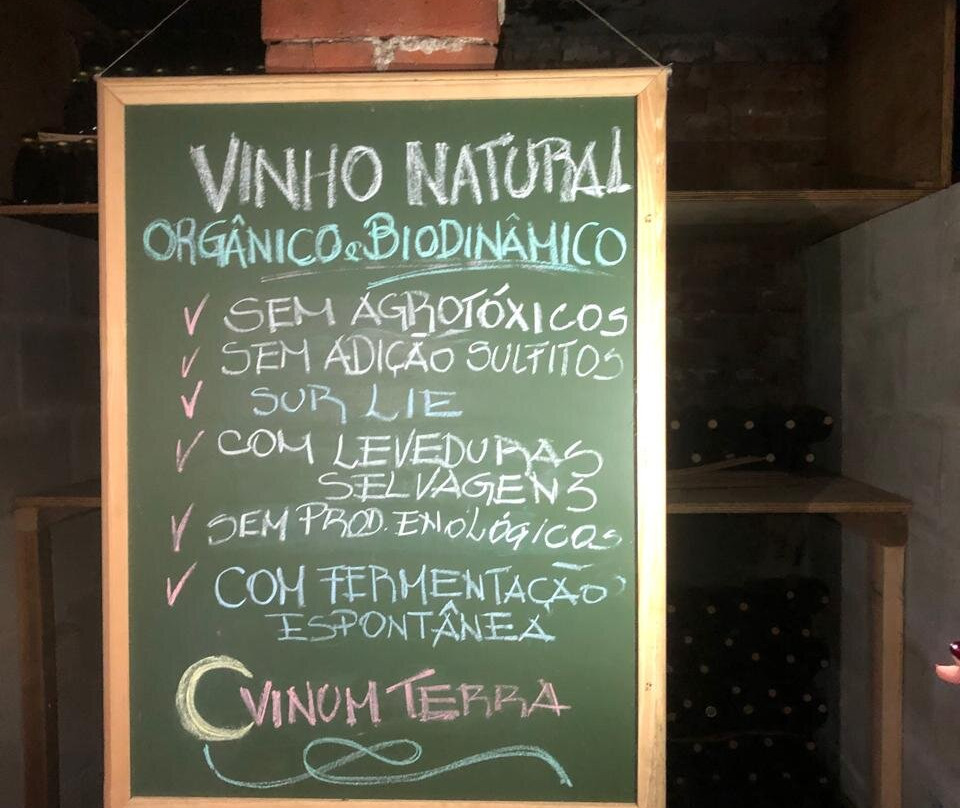 VINHO NATURAL
ORGÂNICO e BIODINÂMICO
✓ SEM AGROTÓXICOS
✓ SEM ADIÇÃO SULFITOS
✓ SUR LIE
✓ COM LEVEDURAS
SELVAGENS
✓ SEM PROD. ENOLÓGICOS
✓ COM FERMENTAÇÃO
ESPONTÂNEA
VINUM TERRA